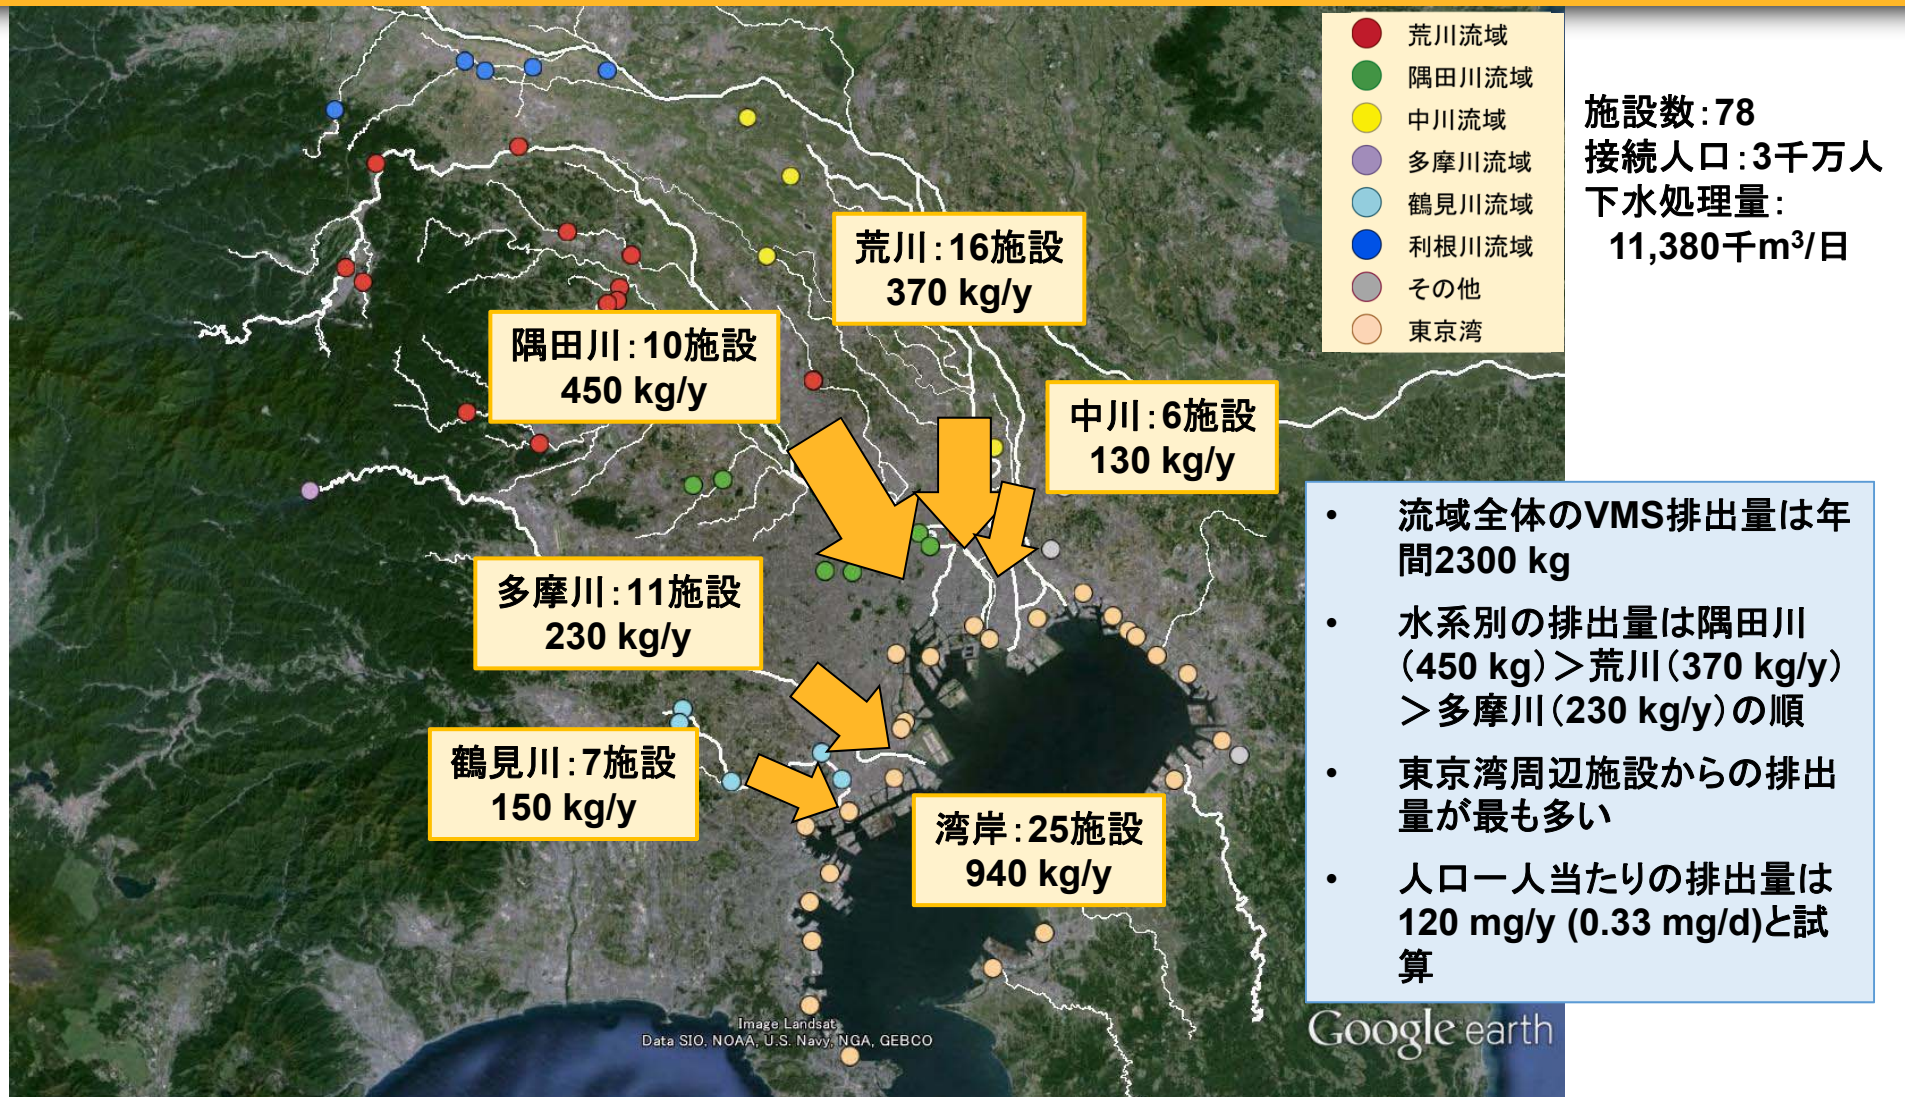 荒川流域
隅田川流域
中川流域
多摩川流域
鶴見川流域
利根川流域
その他
東京湾
施設数：78
接続人口：3千万人
下水処理量：
11,380千m³/日
荒川：16施設
370 kg/y
隅田川：10施設
450 kg/y
中川：6施設
130 kg/y
多摩川：11施設
230 kg/y
鶴見川：7施設
150 kg/y
湾岸：25施設
940 kg/y
• 流域全体のVMS排出量は年
間2300 kg
• 水系別の排出量は隅田川
（450 kg）＞荒川（370 kg/y）
＞多摩川（230 kg/y）の順
• 東京湾周辺施設からの排出
量が最も多い
• 人口一人当たりの排出量は
120 mg/y (0.33 mg/d)と試
算
Image Landsat
Data SIO, NOAA, U.S. Navy, NGA, GEBCO
Google earth